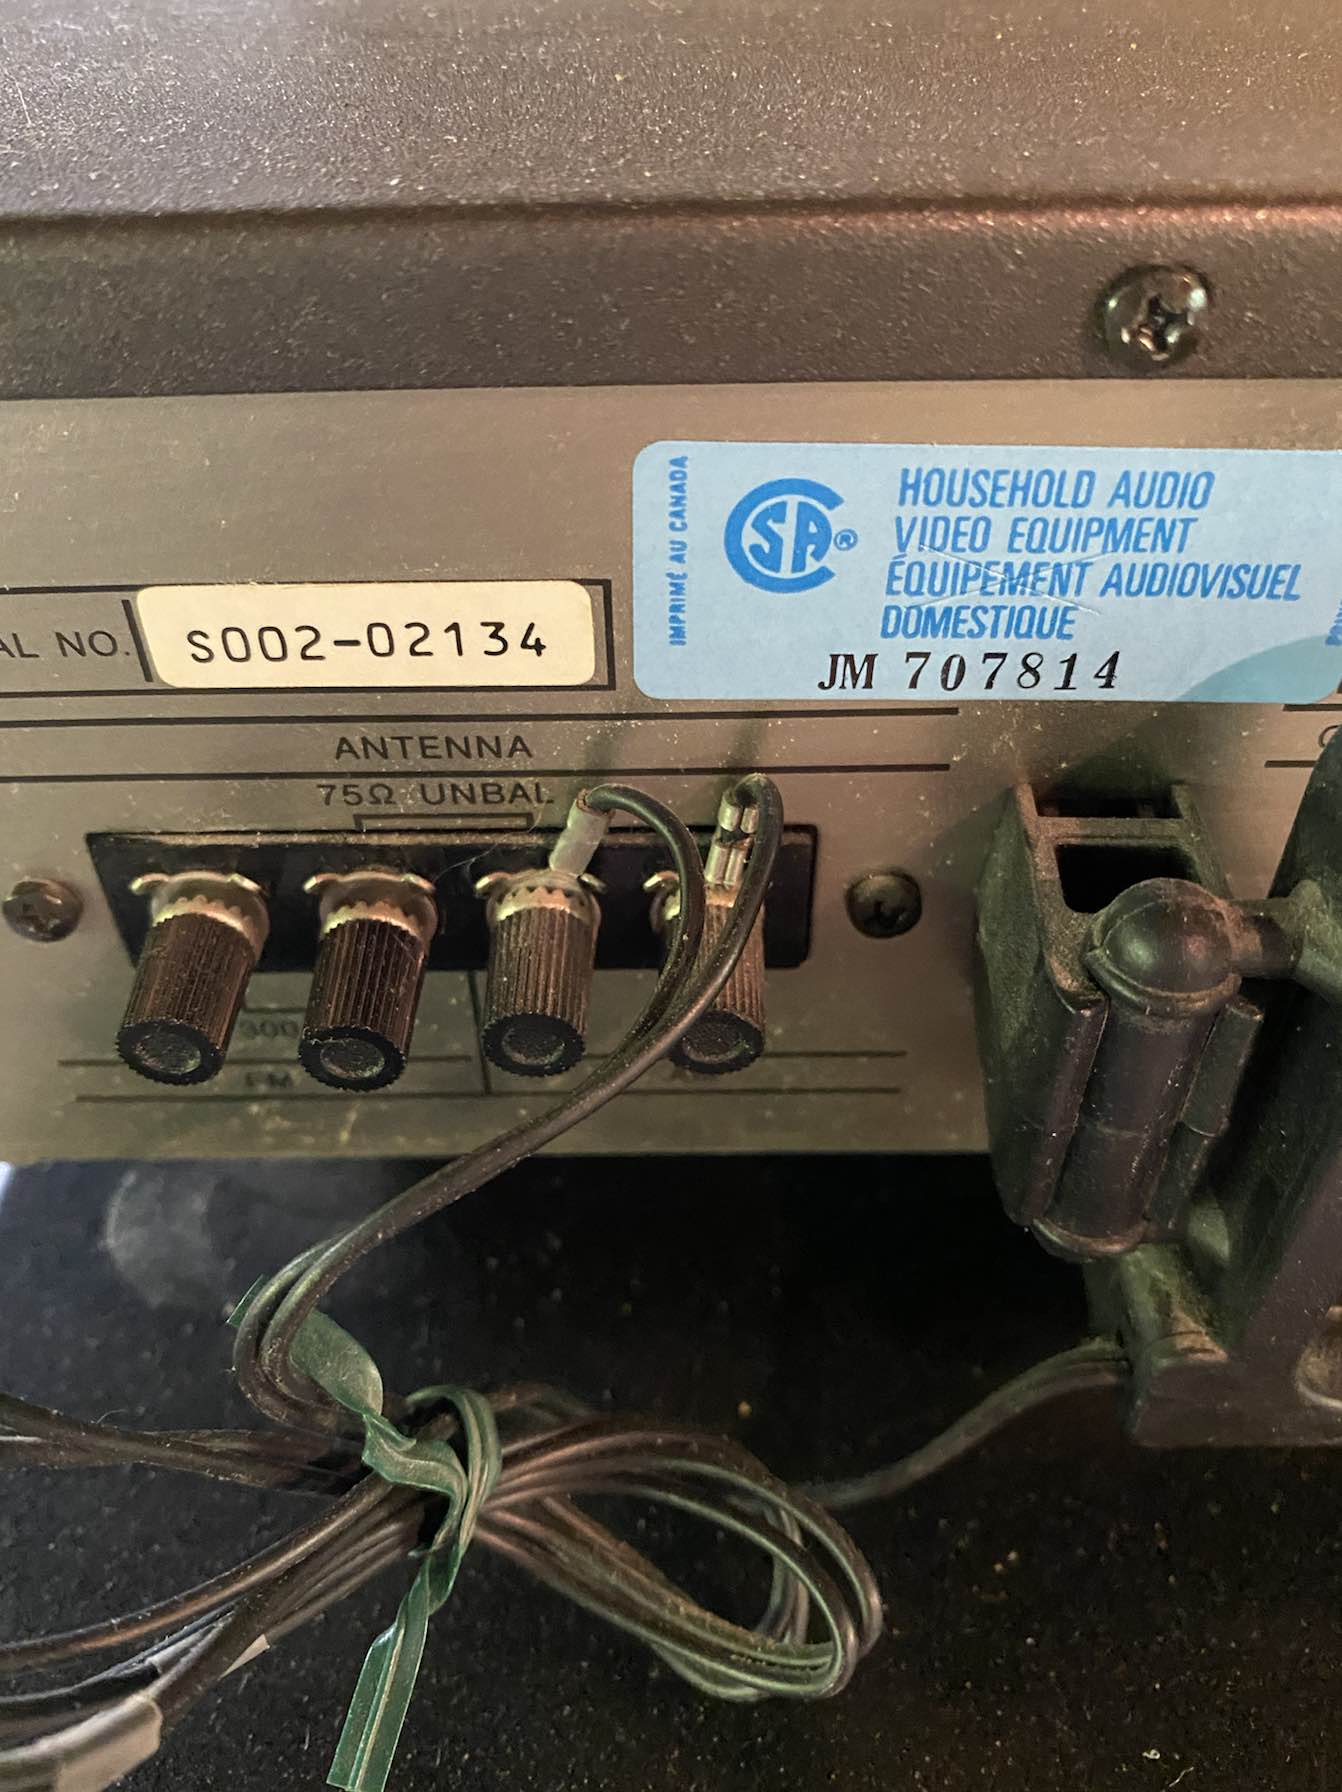 IMPRIMÉ AU CANADA
CSA®
HOUSEHOLD AUDIO
VIDEO EQUIPMENT
ÉQUIPEMENT AUDIOVISUEL
DOMESTIQUE
JM 707814
AL NO.
S002-02134
ANTENNA
75Ω UNBAL
300
FM